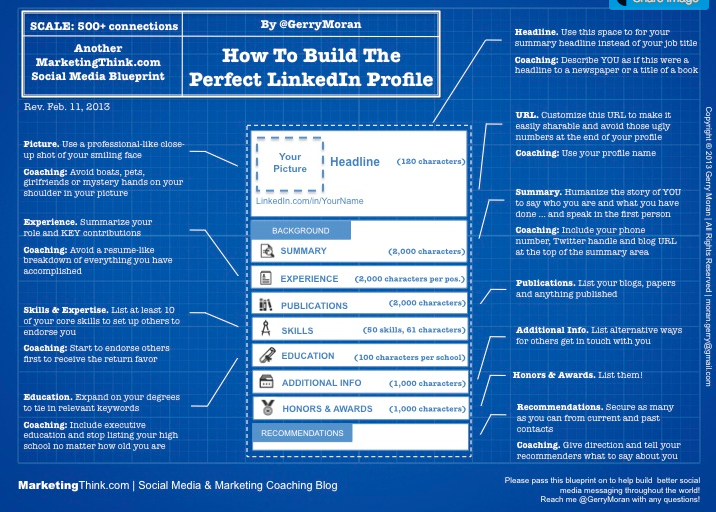 Share Image
SCALE: 500+ connections
Another
MarketingThink.com
Social Media Blueprint
By @GerryMoran
How To Build The
Perfect LinkedIn Profile
Rev. Feb. 11, 2013
Picture. Use a professional-like close-
up shot of your smiling face
Coaching: Avoid boats, pets,
girlfriends or mystery hands on your
shoulder in your picture
Experience. Summarize your
role and KEY contributions
Coaching: Avoid a resume-like
breakdown of everything you have
accomplished
Skills & Expertise. List at least 10
of your core skills to set up others to
endorse you
Coaching: Start to endorse others
first to receive the return favor
Education. Expand on your degrees
to tie in relevant keywords
Coaching: Include executive
education and stop listing your high
school no matter how old you are
Your
Picture
Headline (120 characters)
LinkedIn.com/in/YourName
BACKGROUND
SUMMARY (2,000 characters)
EXPERIENCE (2,000 characters per pos.)
PUBLICATIONS (2,000 characters)
SKILLS (50 skills, 61 characters)
EDUCATION (100 characters per school)
ADDITIONAL INFO (1,000 characters)
HONORS & AWARDS (1,000 characters)
RECOMMENDATIONS
Headline. Use this space to for your
summary headline instead of your job title
Coaching: Describe YOU as if this were a
headline to a newspaper or a title of a book
URL. Customize this URL to make it
easily sharable and avoid those ugly
numbers at the end of your profile
Coaching: Use your profile name
Summary. Humanize the story of YOU
to say who you are and what you have
done ... and speak in the first person
Coaching: Include your phone
number, Twitter handle and blog URL
at the top of the summary area
Publications. List your blogs, papers
and anything published
Additional Info. List alternative ways
for others get in touch with you
Honors & Awards. List them!
Recommendations. Secure as many
as you can from current and past
contacts
Coaching. Give direction and tell your
recommenders what to say about you
Copyright © 2013 Gerry Moran | All Rights Reserved | moran.gerry@gmail.com
MarketingThink.com | Social Media & Marketing Coaching Blog
Please pass this blueprint on to help build better social
media messaging throughout the world!
Reach me @GerryMoran with any questions!